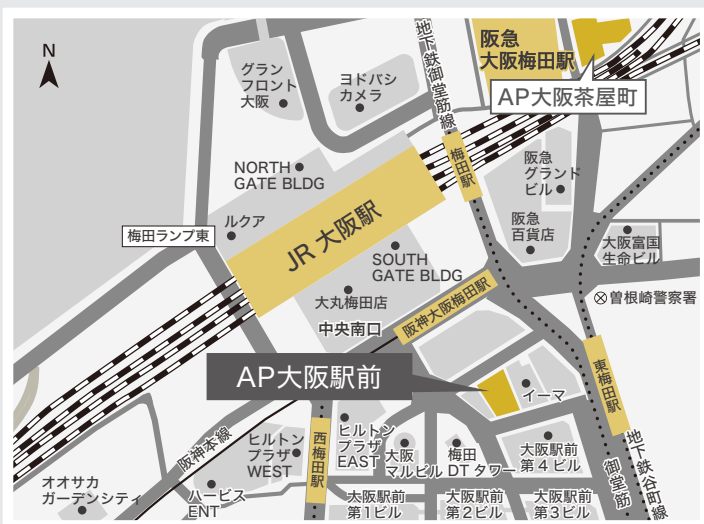 N
グラン
フロント
大阪
ヨドバシ
カメラ
地下鉄御堂筋線
阪急
大阪梅田駅
AP大阪茶屋町
NORTH
GATE BLDG
梅田駅
阪急
グランド
ビル
梅田ランプ東
ルクア
JR 大阪駅
阪急
百貨店
大阪富国
生命ビル
SOUTH
GATE BLDG
大丸梅田店
中央南口
阪神大阪梅田駅
曽根崎警察署
AP大阪駅前
イーマ
東梅田駅
阪神本線
ヒルトン
プラザ
WEST
西梅田駅
ヒルトン
プラザ
EAST
大阪
マルビル
梅田
DT タワー
大阪駅前
第4ビル
御堂筋
地下鉄谷町線
オオサカ
ガーデンシティ
ハービス
ENT
大阪駅前
第1ビル
大阪駅前
第2ビル
大阪駅前
第3ビル